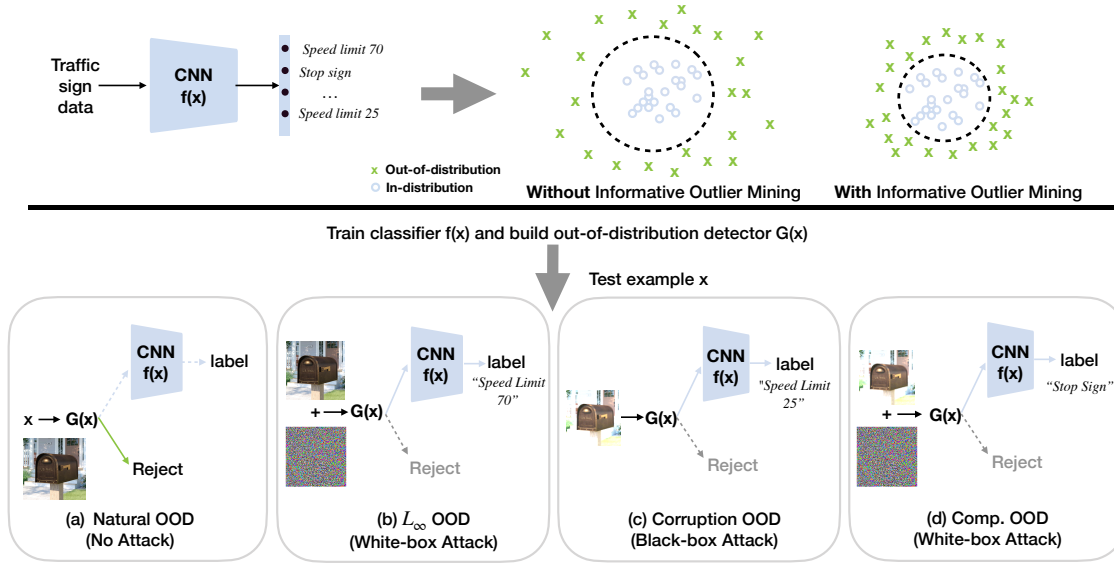 Traffic
sign
data
CNN
f(x)
Speed limit 70
Stop sign
...
Speed limit 25
x Out-of-distribution
In-distribution
Without Informative Outlier Mining
With Informative Outlier Mining
Train classifier f(x) and build out-of-distribution detector G(x)
Test example x
CNN
f(x)
label
x
G(x)
Reject
(a) Natural OOD
(No Attack)
CNN
f(x)
label
“Speed Limit
70”
+
G(x)
Reject
(b) L∞ OOD
(White-box Attack)
CNN
f(x)
label
"Speed Limit
25”
G(x)
Reject
(c) Corruption OOD
(Black-box Attack)
CNN
f(x)
label
“Stop Sign”
+
G(x)
Reject
(d) Comp. OOD
(White-box Attack)